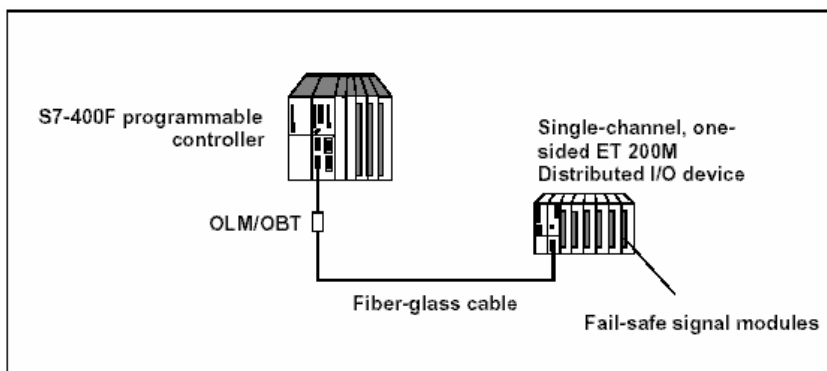 S7-400F programmable
controller
Single-channel, one-
sided ET 200M
Distributed I/O device
OLM/OBT
Fiber-glass cable
Fail-safe signal modules